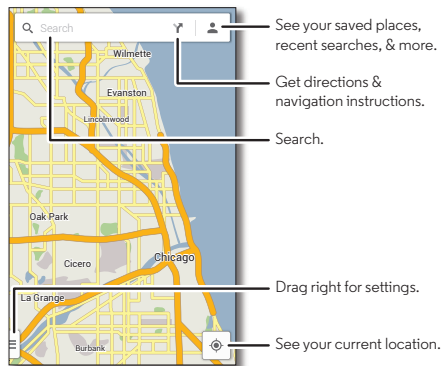 Search
See your saved places,
recent searches, & more.
Wilmette
Get directions &
navigation instructions.
Evanston
Lincolnwood
Search.
Oak Park
Chicago
Cicero
Drag right for settings.
La Grange
See your current location.
Burbank